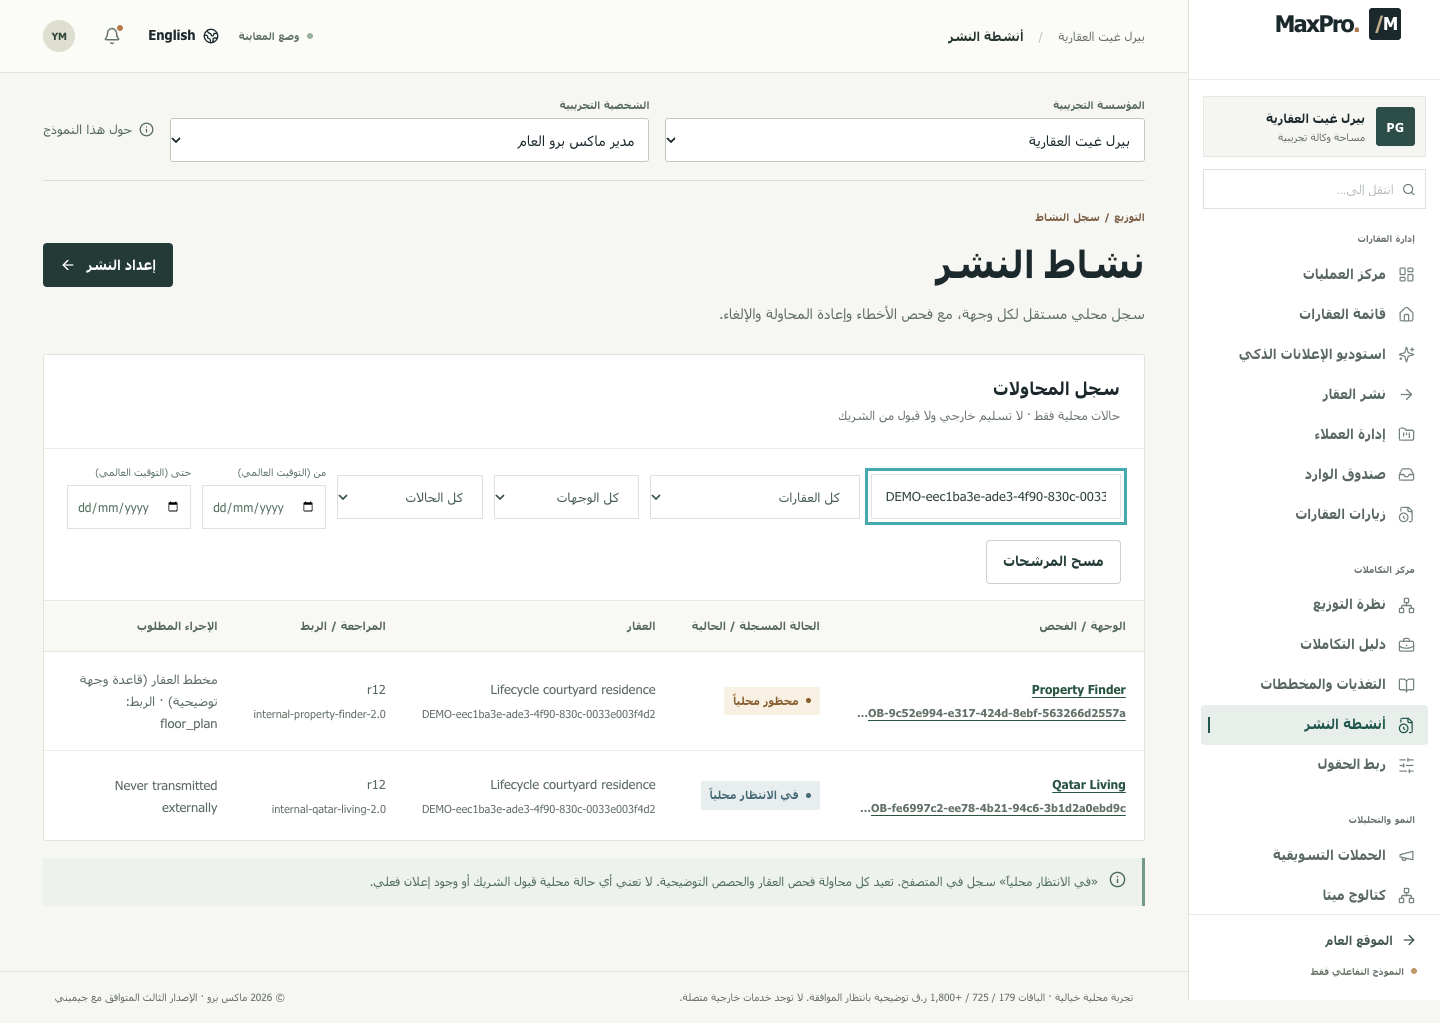 MaxPro.
/M
بيرل غيت العقارية
مساحة وكالة تجريبية
PG
انتقل إلى...
إدارة العقارات
مركز العمليات
قائمة العقارات
استوديو الإعلانات الذكي
نشر العقار
إدارة العملاء
صندوق الوارد
زيارات العقارات
مركز التكاملات
نظرة التوزيع
دليل التكاملات
التغذيات والمخططات
أنشطة النشر
ربط الحقول
النمو والتحليلات
الحملات التسويقية
كتالوج ميتا
الموقع العام
النموذج التفاعلي فقط
بيرل غيت العقارية / أنشطة النشر
وضع المعاينة
English
YM
المؤسسة التجريبية
بيرل غيت العقارية
الشخصية التجريبية
مدير ماكس برو العام
حول هذا النموذج
التوزيع / سجل النشاط
نشاط النشر
إعداد النشر
سجل محلي مستقل لكل وجهة، مع فحص الأخطاء وإعادة المحاولة والإلغاء.
سجل المحاولات
حالات محلية فقط · لا تسليم خارجي ولا قبول من الشريك
DEMO-eec1ba3e-ade3-4f90-830c-0033
كل العقارات
كل الوجهات
كل الحالات
من (التوقيت العالمي)
dd/mm/yyyy
حتى (التوقيت العالمي)
dd/mm/yyyy
مسح المرشحات
الوجهة / الفحص
الحالة المسجلة / الحالية
العقار
المراجعة / الربط
الإجراء المطلوب
Property Finder
OB-9c52e994-e317-424d-8ebf-563266d2557a...
محظور محلياً
Lifecycle courtyard residence
DEMO-eec1ba3e-ade3-4f90-830c-0033e003f4d2
r12
internal-property-finder-2.0
مخطط العقار (قاعدة وجهة
توضيحية) · الربط:
floor_plan
Qatar Living
OB-fe6997c2-ee78-4b21-94c6-3b1d2a0ebd9c...
في الانتظار محلياً
Lifecycle courtyard residence
DEMO-eec1ba3e-ade3-4f90-830c-0033e003f4d2
r12
internal-qatar-living-2.0
Never transmitted
externally
«في الانتظار محلياً» سجل في المتصفح. تعيد كل محاولة فحص العقار والحصص التوضيحية. لا تعني أي حالة محلية قبول الشريك أو وجود إعلان فعلي.
تجربة محلية خيالية · الباقات 179 / 725 / +1,800 ر.ق توضيحية بانتظار الموافقة. لا توجد خدمات خارجية متصلة.
© 2026 ماكس برو · الإصدار الثالث المتوافق مع جيميني